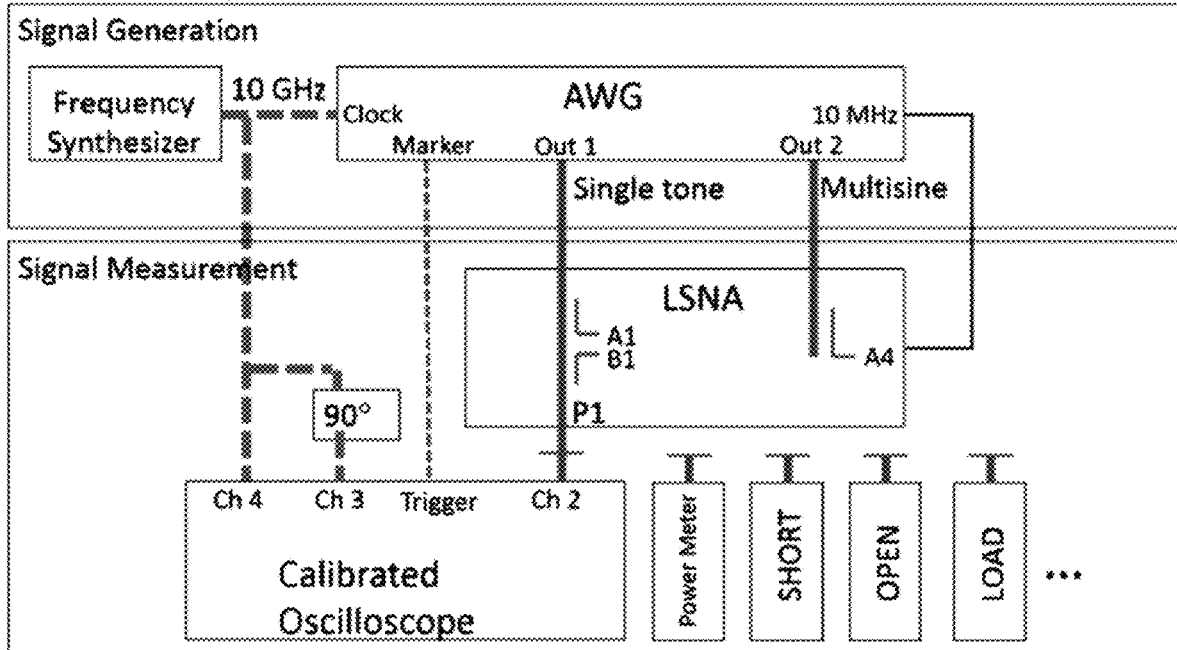 Signal Generation
Frequency
Synthesizer
10 GHz
AWG
Clock
10 MHz
Marker
Out 1
Out 2
Single tone
Multisine
Signal Measurement
LSNA
A1
B1
A4
P1
90°
Ch 4
Ch 3
Trigger
Ch 2
Calibrated
Oscilloscope
Power Meter
SHORT
OPEN
LOAD
...